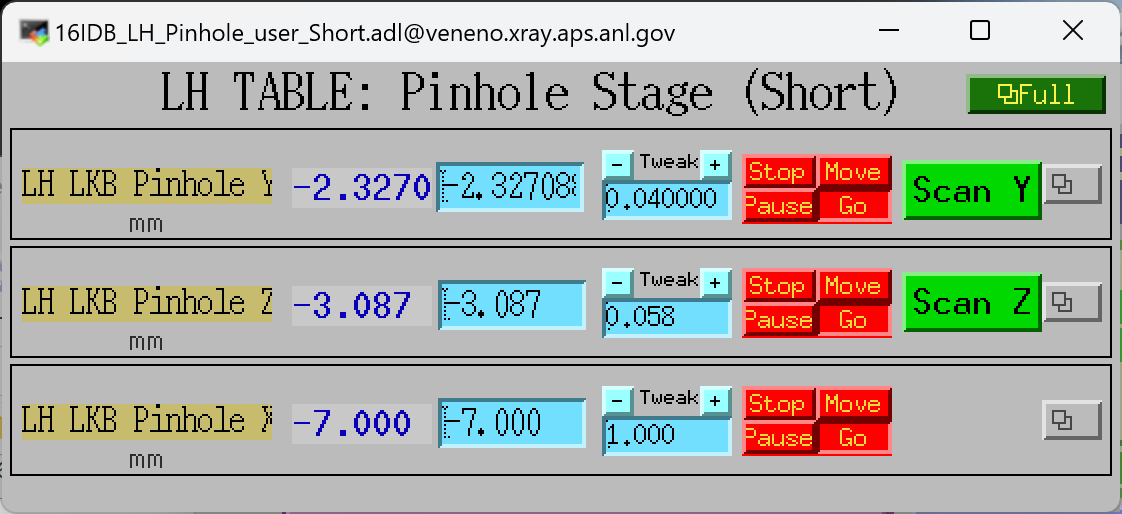 16IDB_LH_Pinhole_user_Short.adl@veneno.xray.aps.anl.gov
LH TABLE: Pinhole Stage (Short)
Full
LH LKB Pinhole Y
-2.3270
-2.32708
- Tweak +
0.040000
Stop Move
Pause Go
Scan Y
mm
LH LKB Pinhole Z
-3.087
-3.087
- Tweak +
0.058
Stop Move
Pause Go
Scan Z
mm
LH LKB Pinhole X
-7.000
-7.000
- Tweak +
1.000
Stop Move
Pause Go
mm